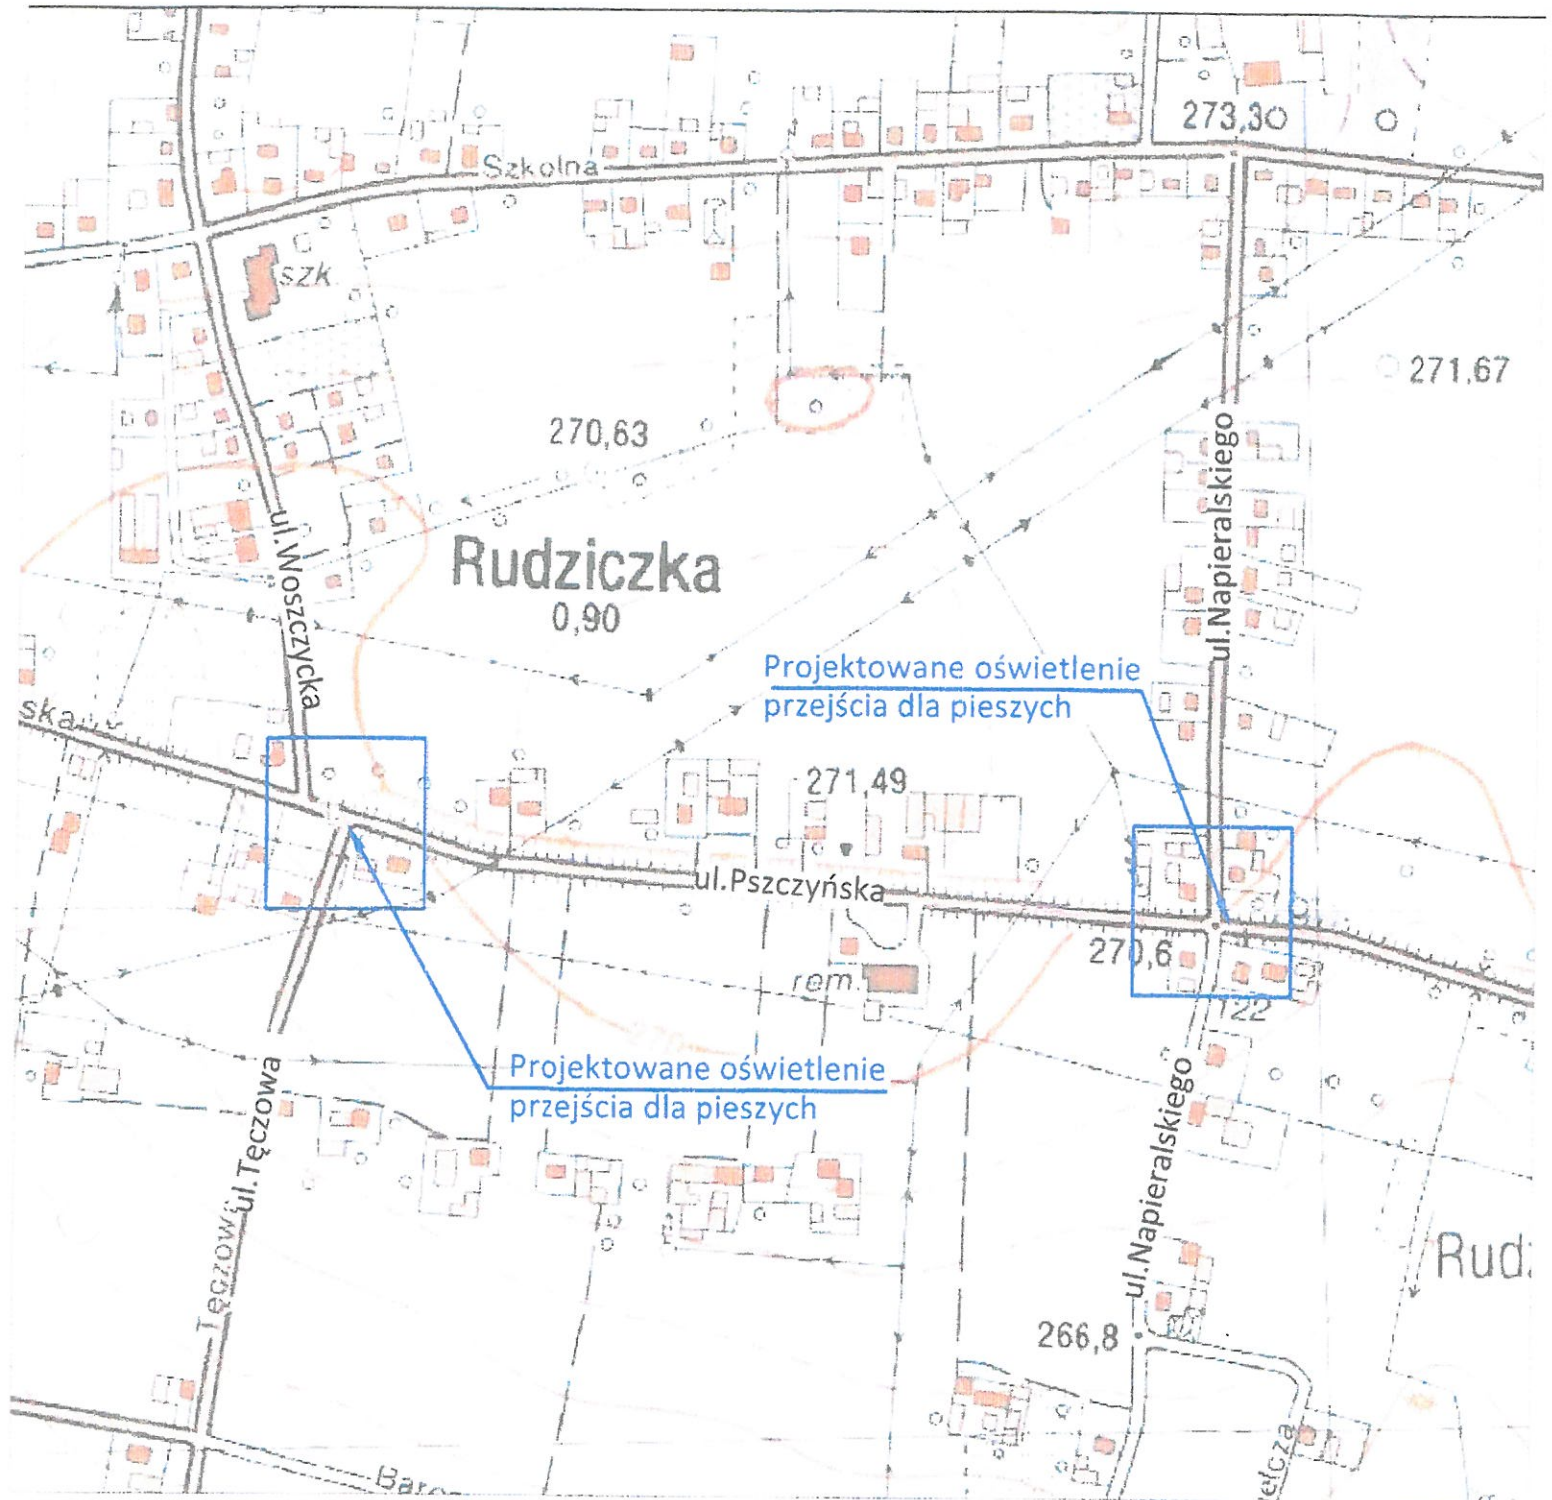 273,30
Szkolna
szk
271,67
270,63
ul.Napieralskiego
ul.Woszczycka
Rudziczka
0,90
Projektowane oświetlenie
przejścia dla pieszych
ska
271,49
ul.Pszczyńska
270,6
rem.
122
Projektowane oświetlenie
przejścia dla pieszych
ul.Tęczowa
ul.Napieralskiego
Tęczow
Rudz
266,8